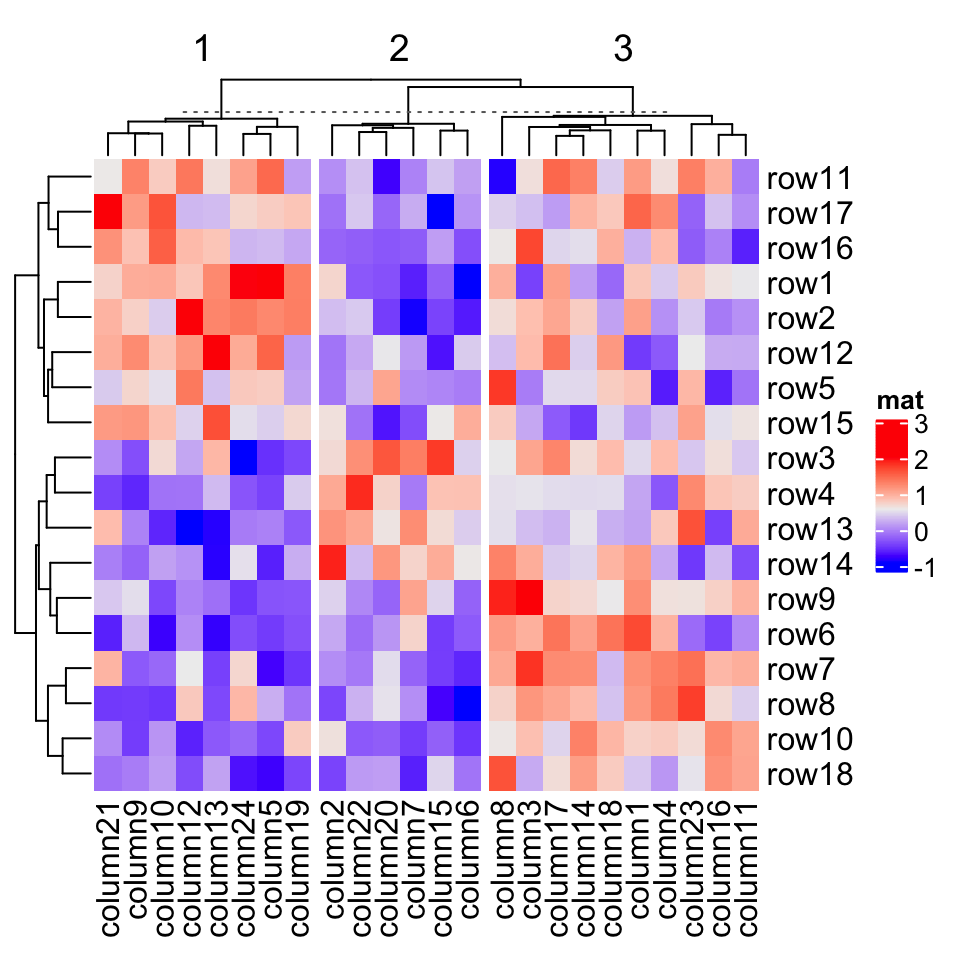 1 2 3
row11
row17
row16
row1
row2
row12
row5
row15
row3
row4
row13
row14
row9
row6
row7
row8
row10
row18
mat
3
2
1
0
-1
column21
column9
column10
column12
column13
column24
column5
column19
column2
column22
column20
column7
column15
column6
column8
column3
column17
column14
column18
column1
column4
column23
column16
column11